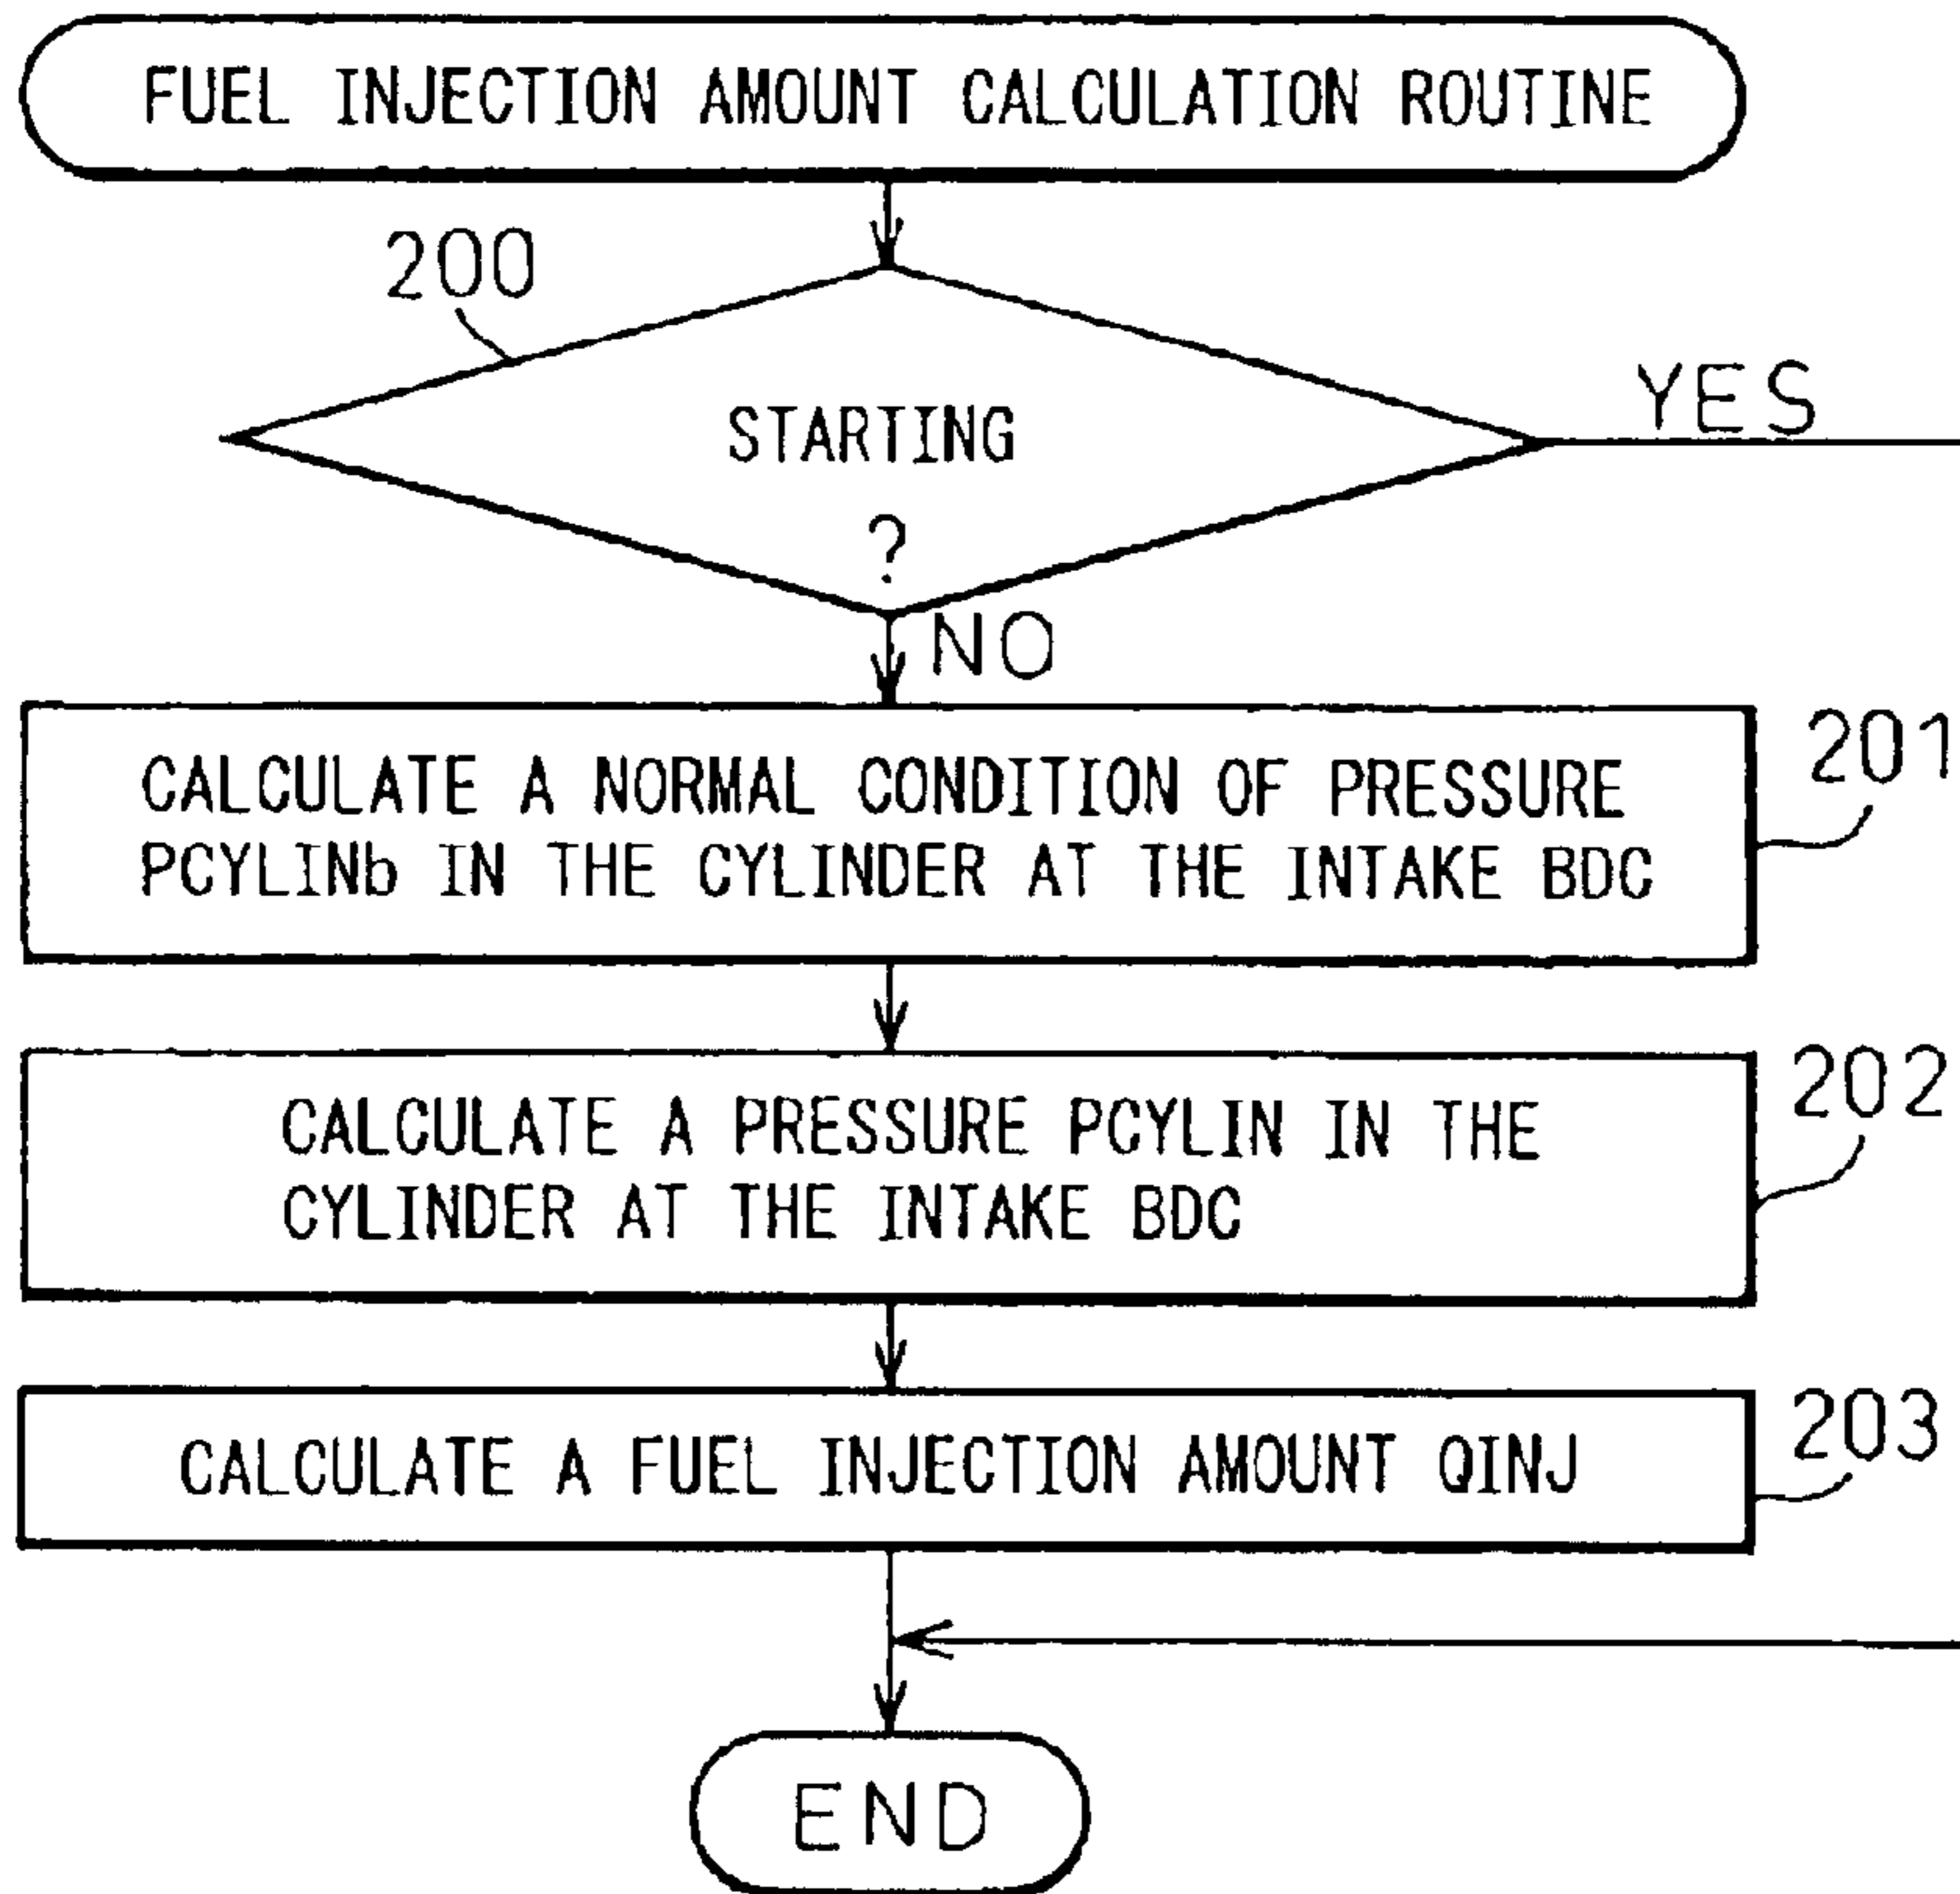 FUEL INJECTION AMOUNT CALCULATION ROUTINE
200
STARTING
?
YES
NO
CALCULATE A NORMAL CONDITION OF PRESSURE
PCYLINb IN THE CYLINDER AT THE INTAKE BDC
201
CALCULATE A PRESSURE PCYLIN IN THE
CYLINDER AT THE INTAKE BDC
202
CALCULATE A FUEL INJECTION AMOUNT QINJ
203
END